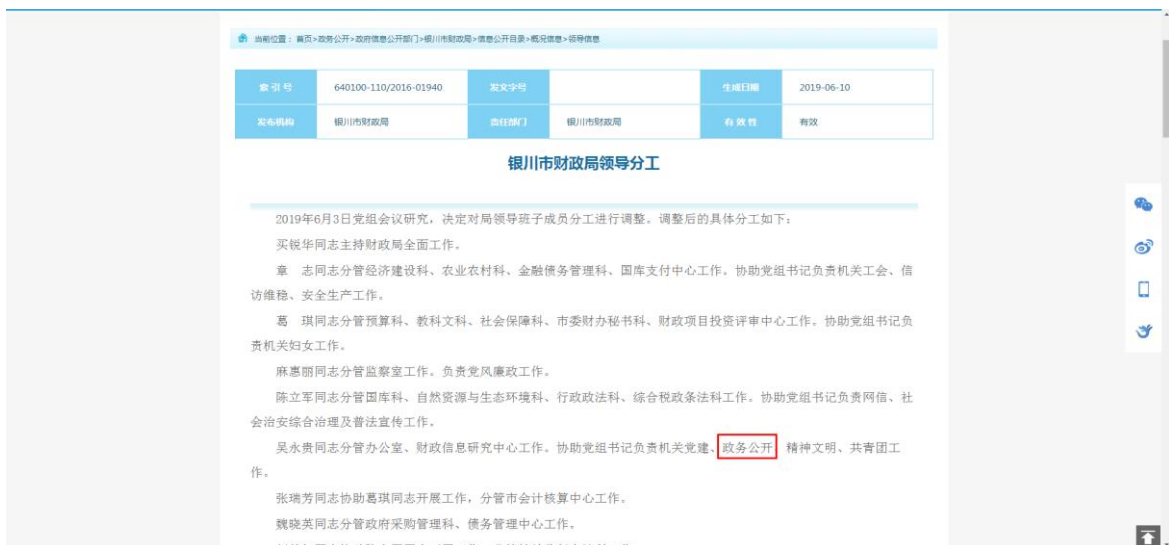 当前位置：首页>政务公开>政府信息公开部门>银川市财政局>信息公开目录>概况信息>领导信息
索 引 号 640100-110/2016-01940 发文字号 生成日期 2019-06-10
发布机构 银川市财政局 责任部门 银川市财政局 有 效 性 有效
银川市财政局领导分工
2019年6月3日党组会议研究，决定对局领导班子成员分工进行调整。调整后的具体分工如下：
买锐华同志主持财政局全面工作。
章 志同志分管经济建设科、农业农村科、金融债务管理科、国库支付中心工作。协助党组书记负责机关工会、信
访维稳、安全生产工作。
葛 琪同志分管预算科、教科文科、社会保障科、市委财办秘书科、财政项目投资评审中心工作。协助党组书记负
责机关妇女工作。
麻惠丽同志分管监察室工作。负责党风廉政工作。
陈立军同志分管国库科、自然资源与生态环境科、行政政法科、综合税政条法科工作。协助党组书记负责网信、社
会治安综合治理及普法宣传工作。
吴永贵同志分管办公室、财政信息研究中心工作。协助党组书记负责机关党建、政务公开 精神文明、共青团工
作。
张瑞芳同志协助葛琪同志开展工作，分管市会计核算中心工作。
魏晓英同志分管政府采购管理科、债务管理中心工作。